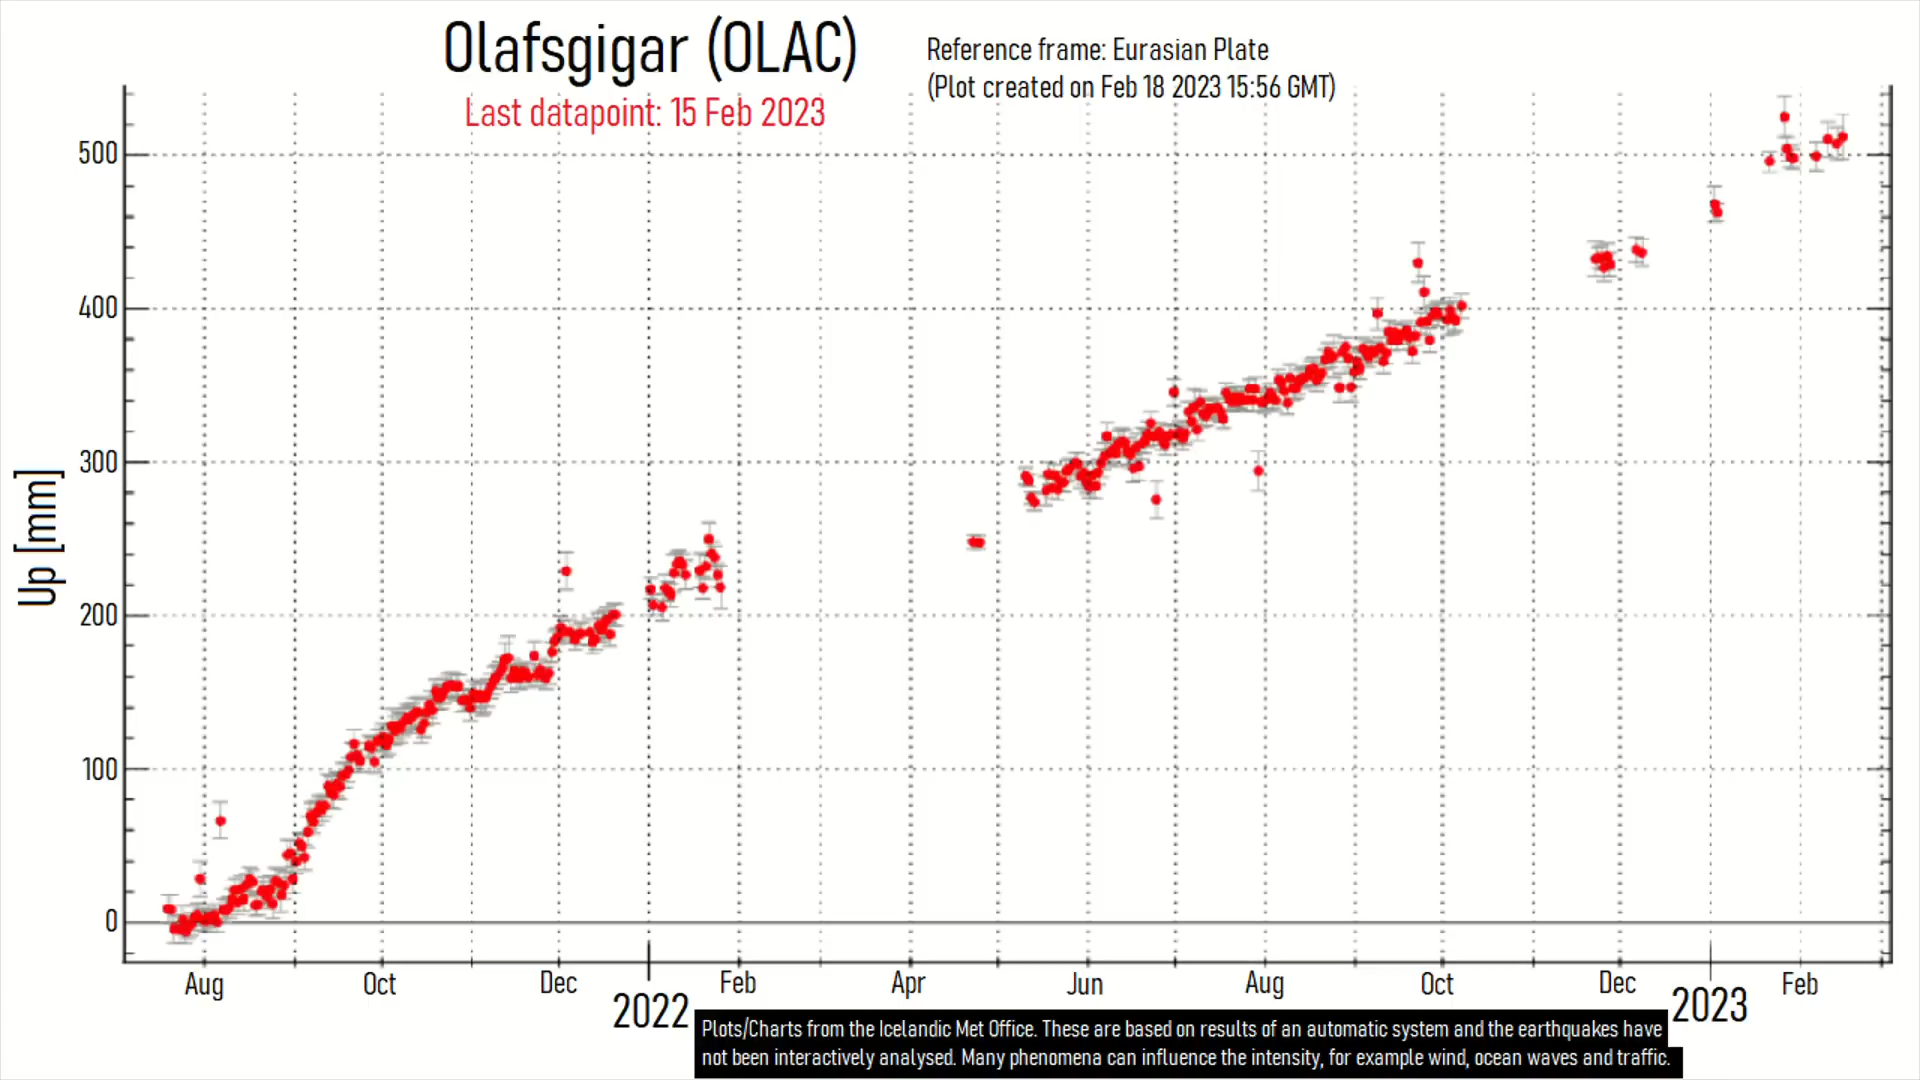 Olafsgigar (OLAC)
Last datapoint: 15 Feb 2023
Reference frame: Eurasian Plate
(Plot created on Feb 18 2023 15:56 GMT)
Up [mm]
500
400
300
200
100
0
Aug
Oct
Dec
2022
Feb
Apr
Jun
Aug
Oct
Dec
2023
Feb
Plots/Charts from the Icelandic Met Office. These are based on results of an automatic system and the earthquakes have
not been interactively analysed. Many phenomena can influence the intensity, for example wind, ocean waves and traffic.